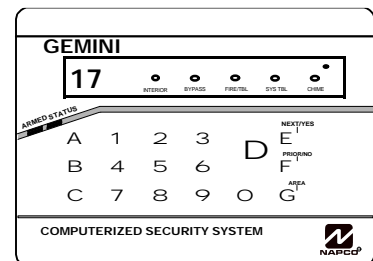 GEMINI
17
INTERIOR BYPASS FIRE/TBL SYS TBL CHIME
ARMED STATUS
NEXT/YES
A 1 2 3 D E
PRIOR/NO
B 4 5 6 F
AREA
C 7 8 9 0 G
COMPUTERIZED SECURITY SYSTEM
NAPCO